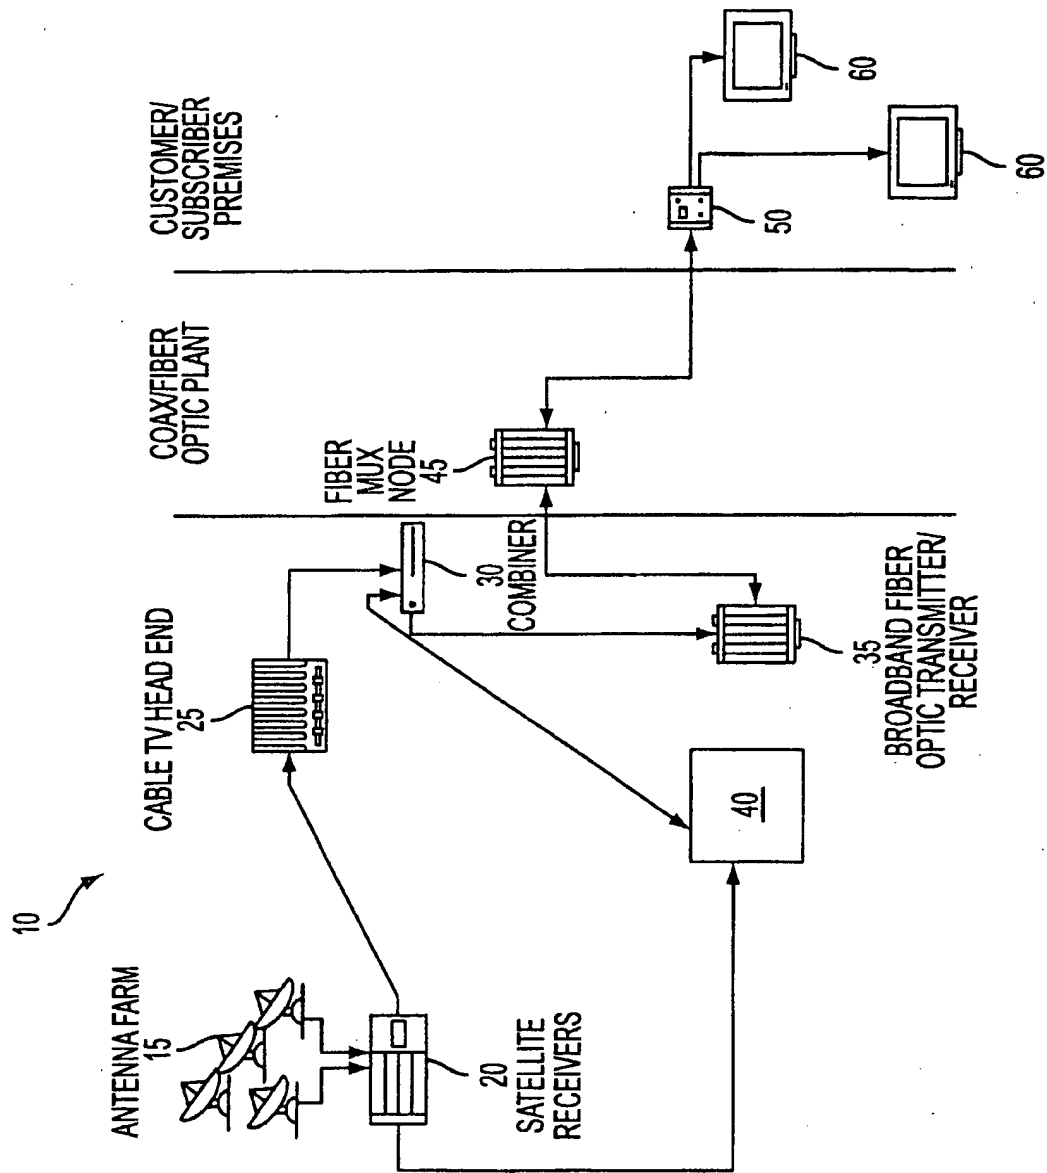 10
ANTENNA FARM
15
20
SATELLITE
RECEIVERS
CABLE TV HEAD END
25
30
COMBINER
40
35
BROADBAND FIBER
OPTIC TRANSMITTER/
RECEIVER
COAX/FIBER
OPTIC PLANT
FIBER
MUX
NODE
45
CUSTOMER/
SUBSCRIBER
PREMISES
50
60
60